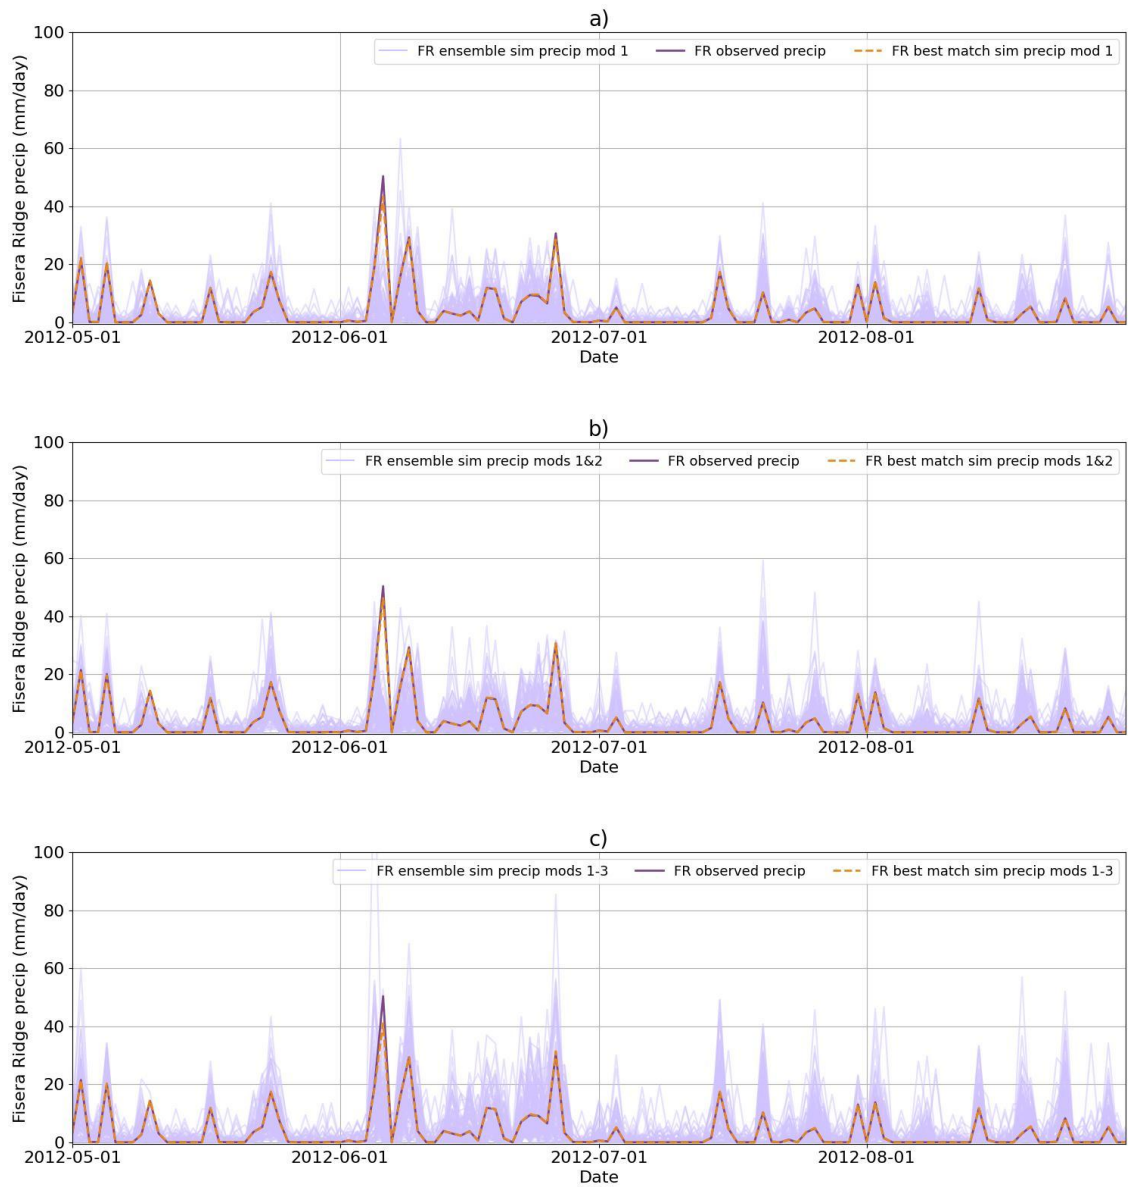 a)
FR ensemble sim precip mod 1 FR observed precip FR best match sim precip mod 1
Fisera Ridge precip (mm/day)
100
80
60
40
20
0
2012-05-01 2012-06-01 2012-07-01 2012-08-01
Date
b)
FR ensemble sim precip mods 1&2 FR observed precip FR best match sim precip mods 1&2
Fisera Ridge precip (mm/day)
100
80
60
40
20
0
2012-05-01 2012-06-01 2012-07-01 2012-08-01
Date
c)
FR ensemble sim precip mods 1-3 FR observed precip FR best match sim precip mods 1-3
Fisera Ridge precip (mm/day)
100
80
60
40
20
0
2012-05-01 2012-06-01 2012-07-01 2012-08-01
Date